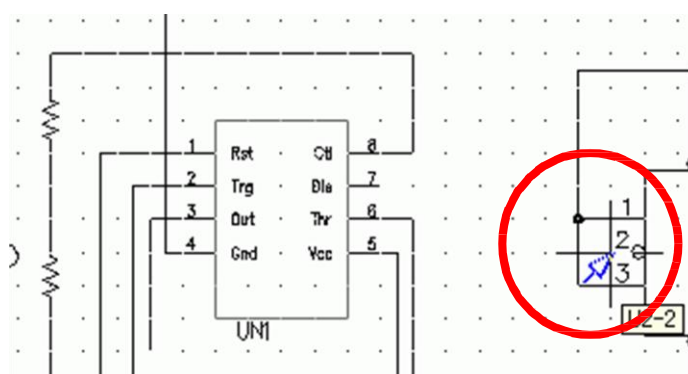 1 Rst Ctl 8
2 Trg Dis 7
3 Out Thr 6
4 Gnd Vcc 5
UN1
1
2
3
U2-2